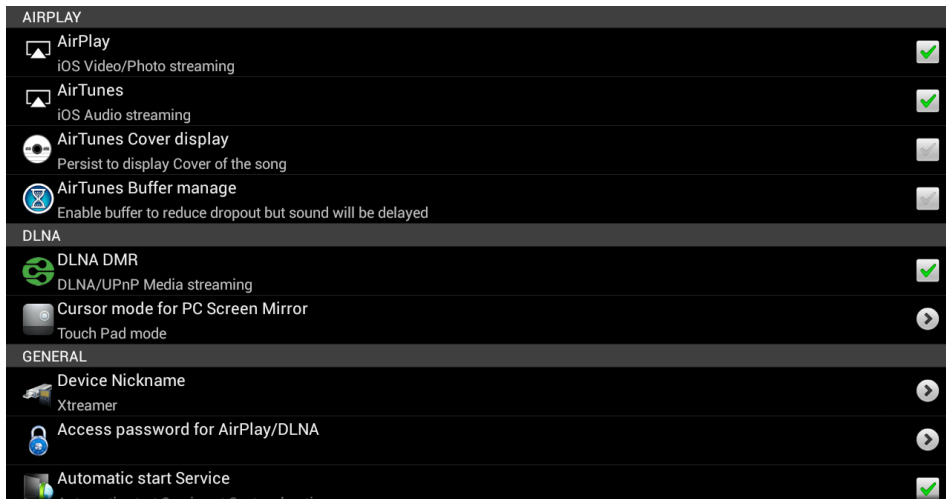 AIRPLAY
AirPlay
iOS Video/Photo streaming
AirTunes
iOS Audio streaming
AirTunes Cover display
Persist to display Cover of the song
AirTunes Buffer manage
Enable buffer to reduce dropout but sound will be delayed
DLNA
DLNA DMR
DLNA/UPnP Media streaming
Cursor mode for PC Screen Mirror
Touch Pad mode
GENERAL
Device Nickname
Xtreamer
Access password for AirPlay/DLNA
Automatic start Service